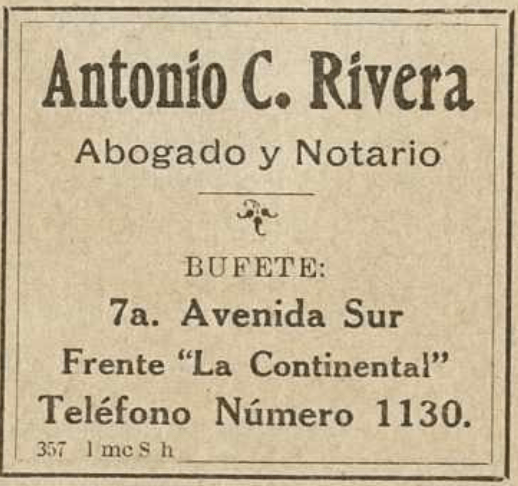 Antonio C. Rivera
Abogado y Notario
BUFETE:
7a. Avenida Sur
Frente "La Continental"
Teléfono Número 1130.
357 1 mc S h